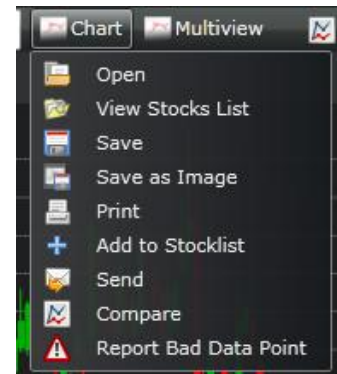 Chart Multiview
Open
View Stocks List
Save
Save as Image
Print
Add to Stocklist
Send
Compare
Report Bad Data Point